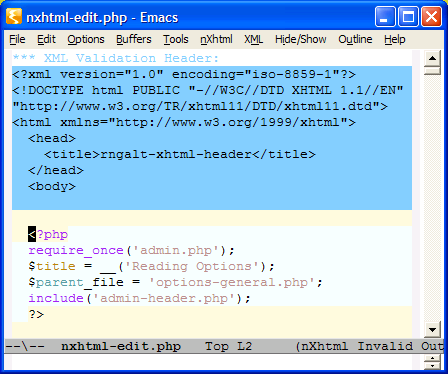 nxhtml-edit.php - Emacs
File Edit Options Buffers Tools nXhtml XML Hide/Show Outline Help
*** XML Validation Header:
<?xml version="1.0" encoding="iso-8859-1"?>
<!DOCTYPE html PUBLIC "-//W3C//DTD XHTML 1.1//EN"
"http://www.w3.org/TR/xhtml11/DTD/xhtml11.dtd">
<html xmlns="http://www.w3.org/1999/xhtml">
  <head>
    <title>rngalt-xhtml-header</title>
  </head>
  <body>
<?php
require_once('admin.php');
$title = __('Reading Options');
$parent_file = 'options-general.php';
include('admin-header.php');
?>
--\-- nxhtml-edit.php Top L2 (nXhtml Invalid Out